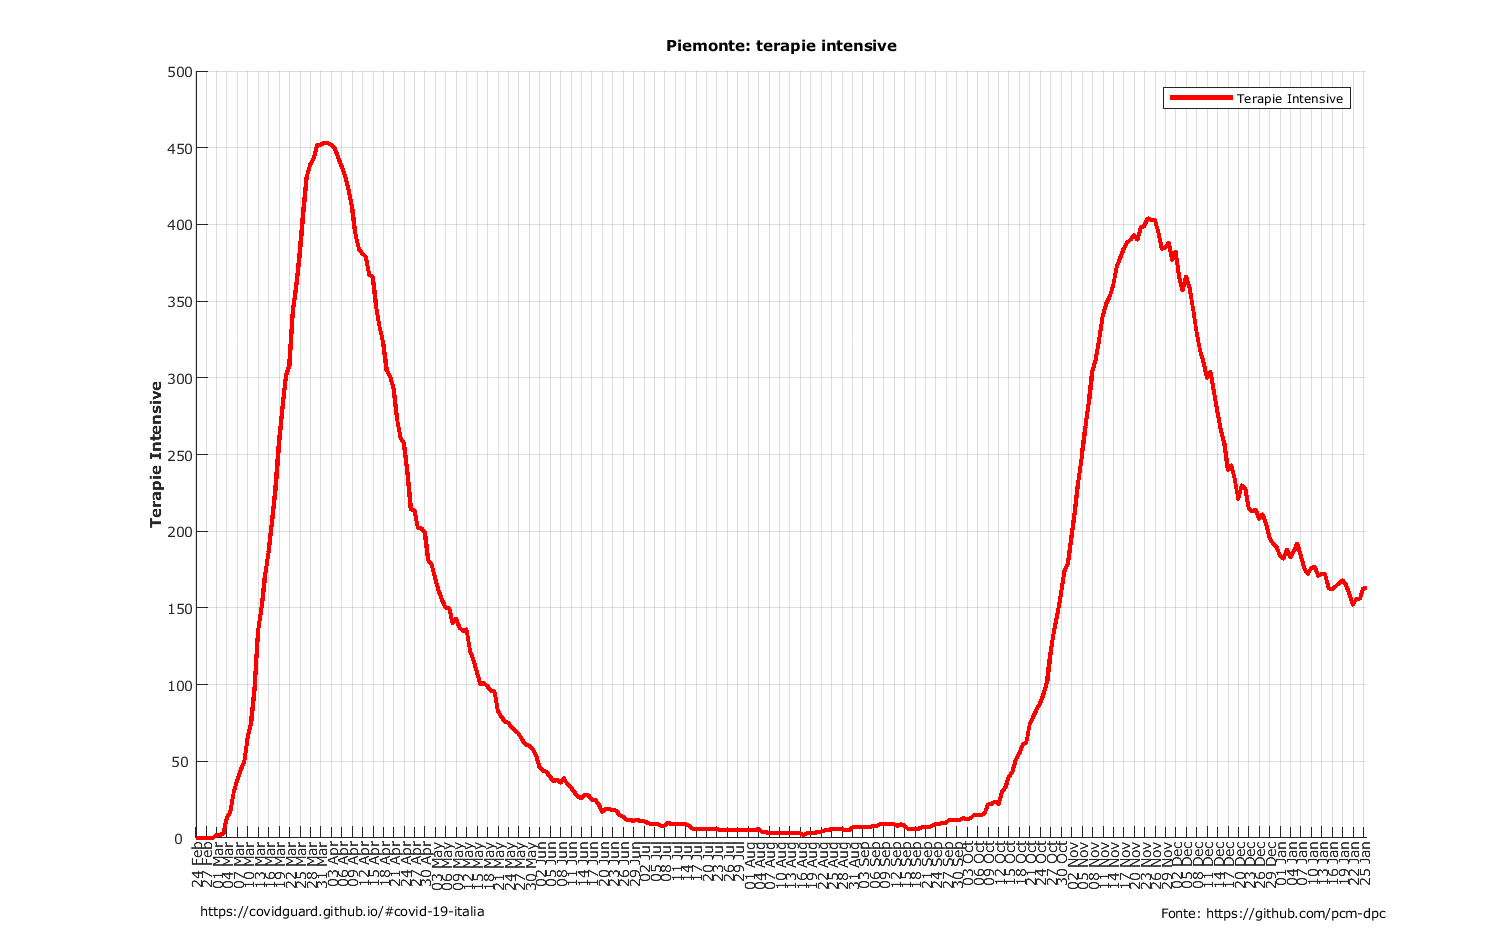 Piemonte: terapie intensive
Terapie Intensive
Terapie Intensive
500
450
400
350
300
250
200
150
100
50
0
24 Feb
27 Feb
01 Mar
04 Mar
07 Mar
10 Mar
13 Mar
16 Mar
19 Mar
22 Mar
25 Mar
28 Mar
31 Mar
03 Apr
06 Apr
09 Apr
12 Apr
15 Apr
18 Apr
21 Apr
24 Apr
27 Apr
30 Apr
03 May
06 May
09 May
12 May
15 May
18 May
21 May
24 May
27 May
30 May
02 Jun
05 Jun
08 Jun
11 Jun
14 Jun
17 Jun
20 Jun
23 Jun
26 Jun
29 Jun
02 Jul
05 Jul
08 Jul
11 Jul
14 Jul
17 Jul
20 Jul
23 Jul
26 Jul
29 Jul
01 Aug
04 Aug
07 Aug
10 Aug
13 Aug
16 Aug
19 Aug
22 Aug
25 Aug
28 Aug
31 Aug
03 Sep
06 Sep
09 Sep
12 Sep
15 Sep
18 Sep
21 Sep
24 Sep
27 Sep
30 Sep
03 Oct
06 Oct
09 Oct
12 Oct
15 Oct
18 Oct
21 Oct
24 Oct
27 Oct
30 Oct
02 Nov
05 Nov
08 Nov
11 Nov
14 Nov
17 Nov
20 Nov
23 Nov
26 Nov
29 Nov
02 Dec
05 Dec
08 Dec
11 Dec
14 Dec
17 Dec
20 Dec
23 Dec
26 Dec
29 Dec
01 Jan
04 Jan
07 Jan
10 Jan
13 Jan
16 Jan
19 Jan
22 Jan
25 Jan
https://covidguard.github.io/#covid-19-italia
Fonte: https://github.com/pcm-dpc